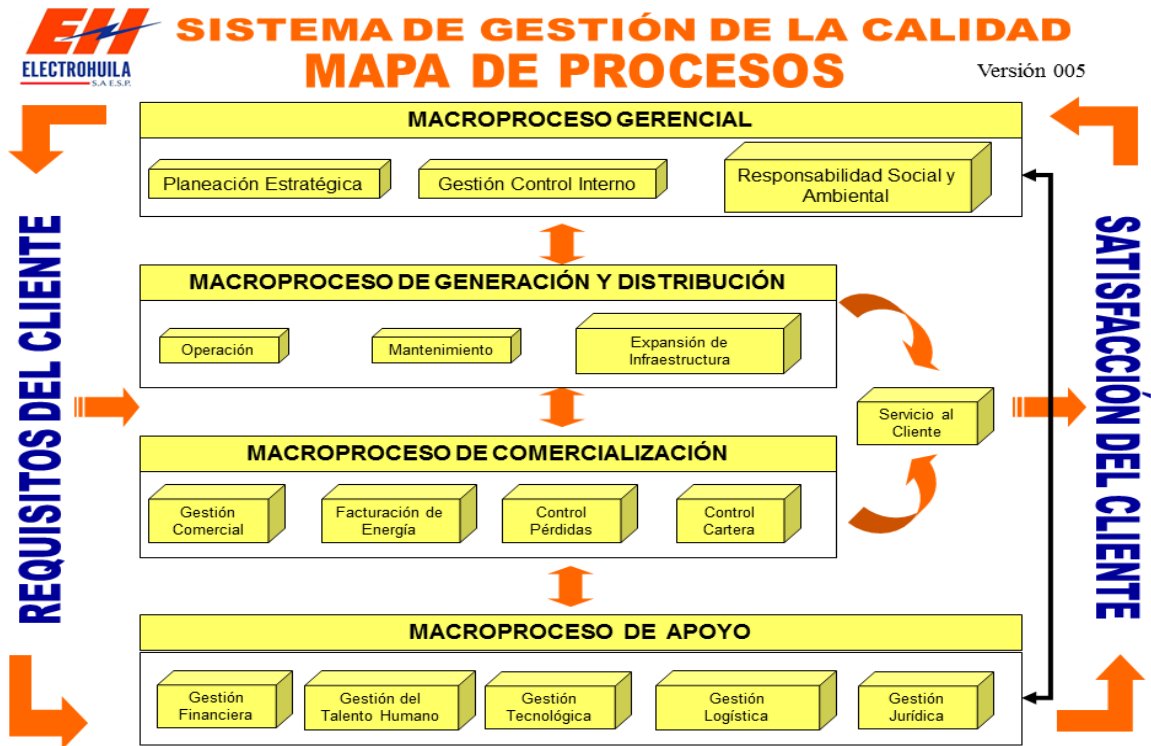 EH
ELECTROHUILA
S.A E.S.P.
SISTEMA DE GESTIÓN DE LA CALIDAD
MAPA DE PROCESOS
Versión 005
REQUISITOS DEL CLIENTE
MACROPROCESO GERENCIAL
Planeación Estratégica
Gestión Control Interno
Responsabilidad Social y
Ambiental
MACROPROCESO DE GENERACIÓN Y DISTRIBUCIÓN
Operación
Mantenimiento
Expansión de
Infraestructura
Servicio al
Cliente
MACROPROCESO DE COMERCIALIZACIÓN
Gestión
Comercial
Facturación de
Energía
Control
Pérdidas
Control
Cartera
MACROPROCESO DE APOYO
Gestión
Financiera
Gestión del
Talento Humano
Gestión
Tecnológica
Gestión
Logística
Gestión
Jurídica
SATISFACCIÓN DEL CLIENTE